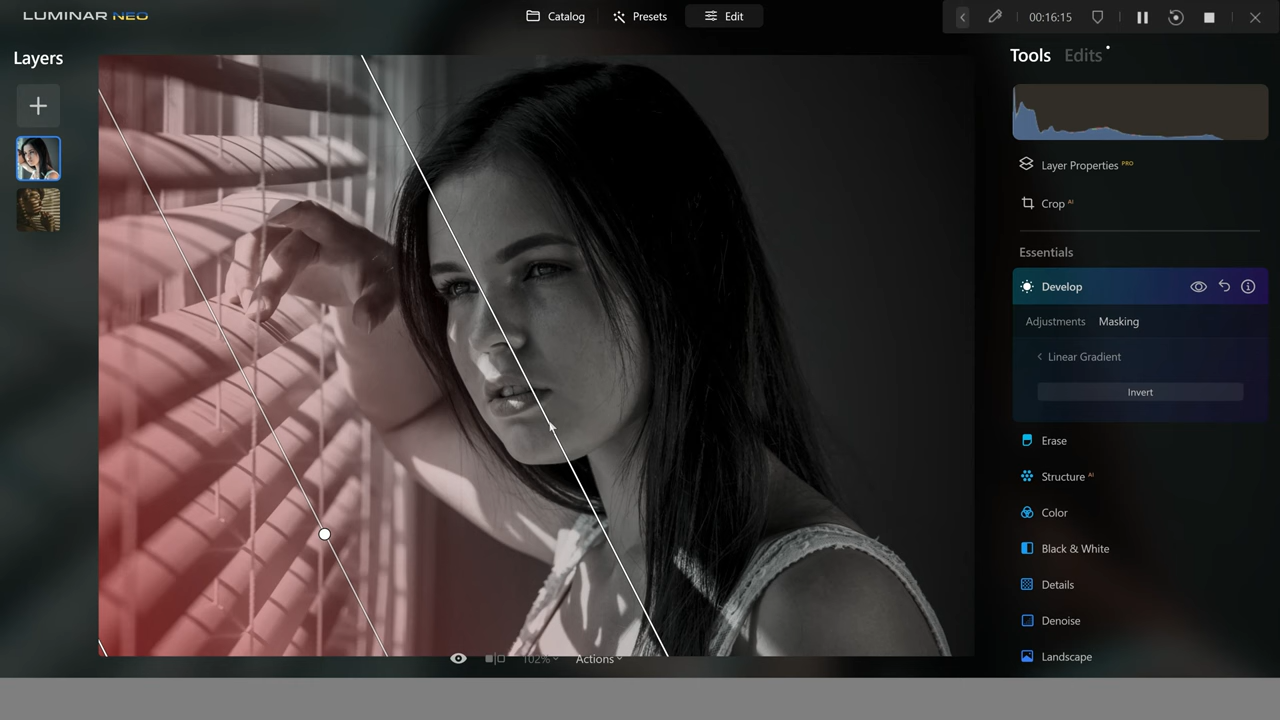 LUMINAR NEO
Catalog
Presets
Edit
00:16:15
Layers
Tools
Edits
Layer Properties PRO
Crop AI
Essentials
Develop
Adjustments
Masking
Linear Gradient
Invert
Erase
Structure AI
Color
Black & White
Details
Denoise
Landscape
102%
Actions